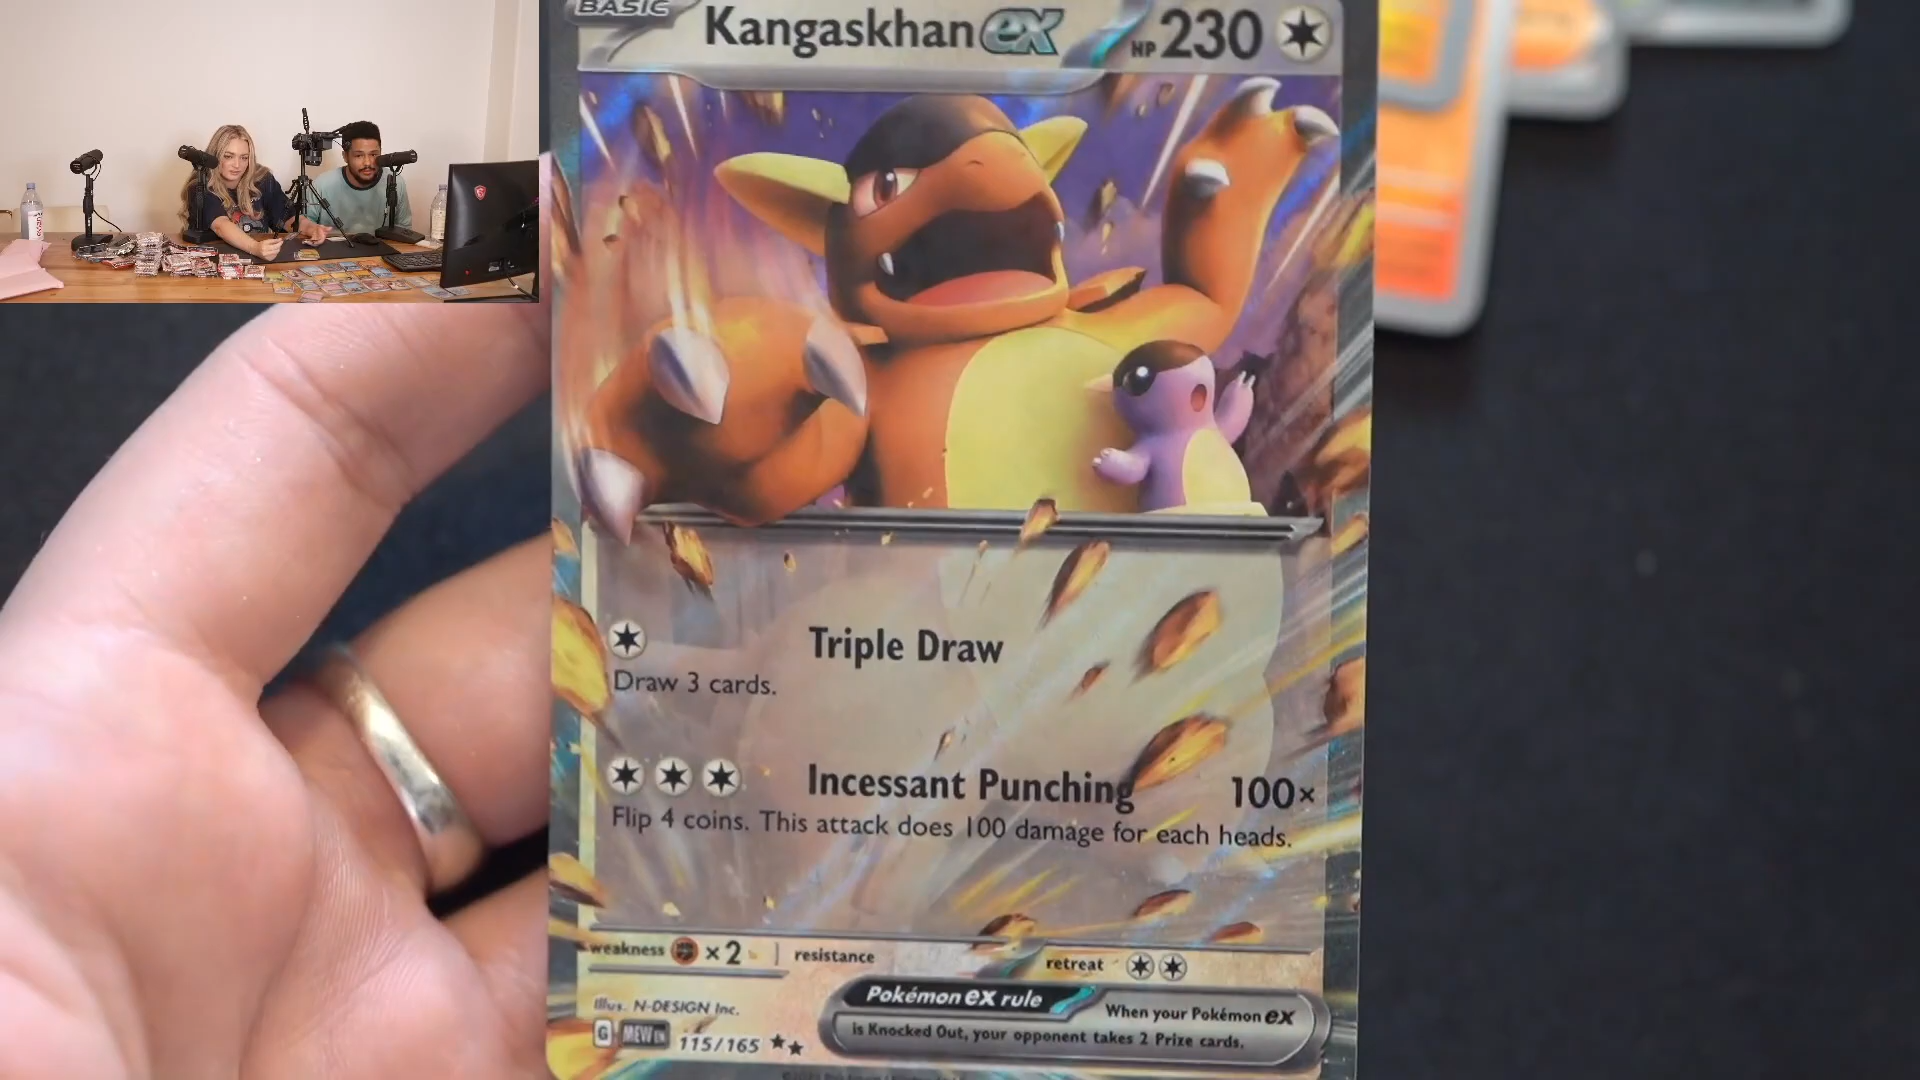 BASIC
Kangaskhan ex HP 230
Triple Draw
Draw 3 cards.
Incessant Punching 100×
Flip 4 coins. This attack does 100 damage for each heads.
weakness ×2 resistance retreat
Illus. N-DESIGN Inc.
Pokémon ex rule When your Pokémon ex
is Knocked Out, your opponent takes 2 Prize cards.
G MEW EN 115/165